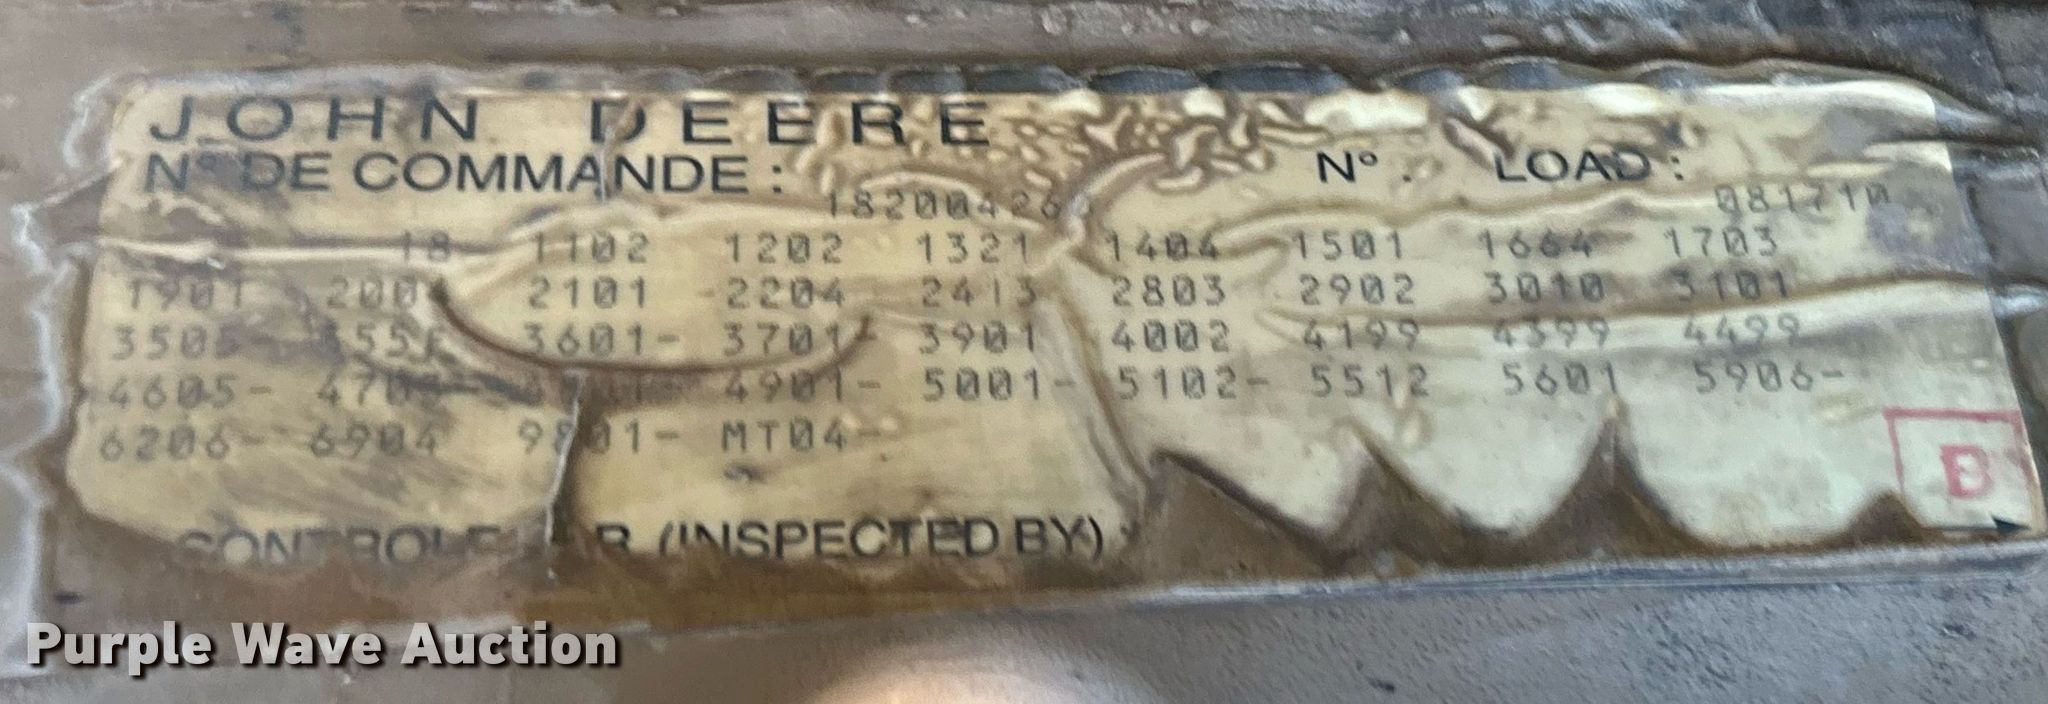 JOHN DEERE
N° DE COMMANDE : N° . LOAD :
081710
18 1102 1202 1321 1404 1501 1664 1703
1901 2101 -2204 2413 2803 2902 3010 3101
3505- 3601- 3701- 3901 4002 4199 4399 4499
4605- 4901- 5001- 5102- 5512 5601 5906-
6206- 6904 9801- MT04-
B
(INSPECTED BY)
Purple Wave Auction